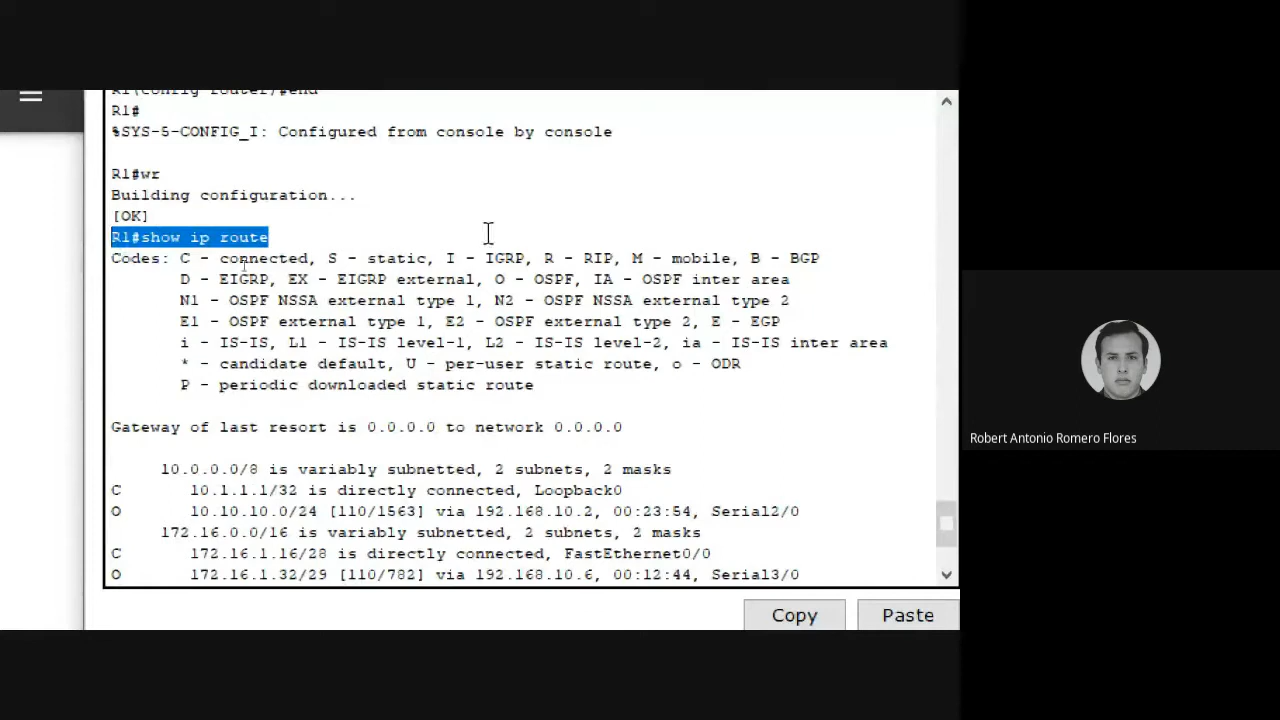 R1(config-router)#end
R1#
%SYS-5-CONFIG_I: Configured from console by console
R1#wr
Building configuration...
[OK]
R1#show ip route
Codes: C - connected, S - static, I - IGRP, R - RIP, M - mobile, B - BGP
D - EIGRP, EX - EIGRP external, O - OSPF, IA - OSPF inter area
N1 - OSPF NSSA external type 1, N2 - OSPF NSSA external type 2
E1 - OSPF external type 1, E2 - OSPF external type 2, E - EGP
i - IS-IS, L1 - IS-IS level-1, L2 - IS-IS level-2, ia - IS-IS inter area
* - candidate default, U - per-user static route, o - ODR
P - periodic downloaded static route
Gateway of last resort is 0.0.0.0 to network 0.0.0.0
10.0.0.0/8 is variably subnetted, 2 subnets, 2 masks
C 10.1.1.1/32 is directly connected, Loopback0
O 10.10.10.0/24 [110/1563] via 192.168.10.2, 00:23:54, Serial2/0
172.16.0.0/16 is variably subnetted, 2 subnets, 2 masks
C 172.16.1.16/28 is directly connected, FastEthernet0/0
O 172.16.1.32/29 [110/782] via 192.168.10.6, 00:12:44, Serial3/0
Copy Paste
Robert Antonio Romero Flores